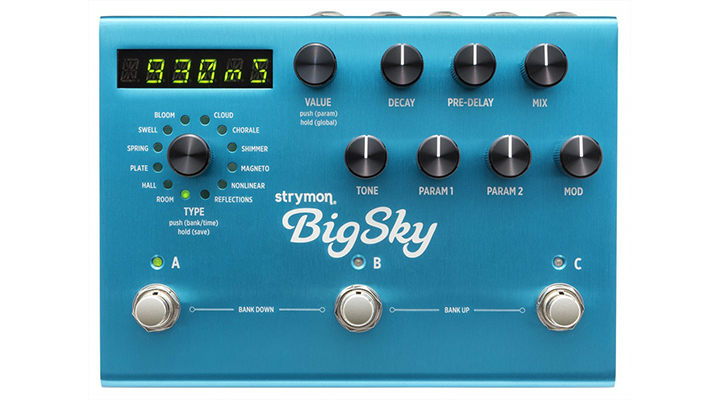 930mS
VALUE
push (param)
hold (global)
DECAY
PRE-DELAY
MIX
BLOOM
CLOUD
SWELL
CHORALE
SPRING
SHIMMER
PLATE
MAGNETO
HALL
NONLINEAR
ROOM
REFLECTIONS
TYPE
push (bank/time)
hold (save)
TONE
PARAM 1
PARAM 2
MOD
strymon®
BigSky
A
B
C
BANK DOWN
BANK UP